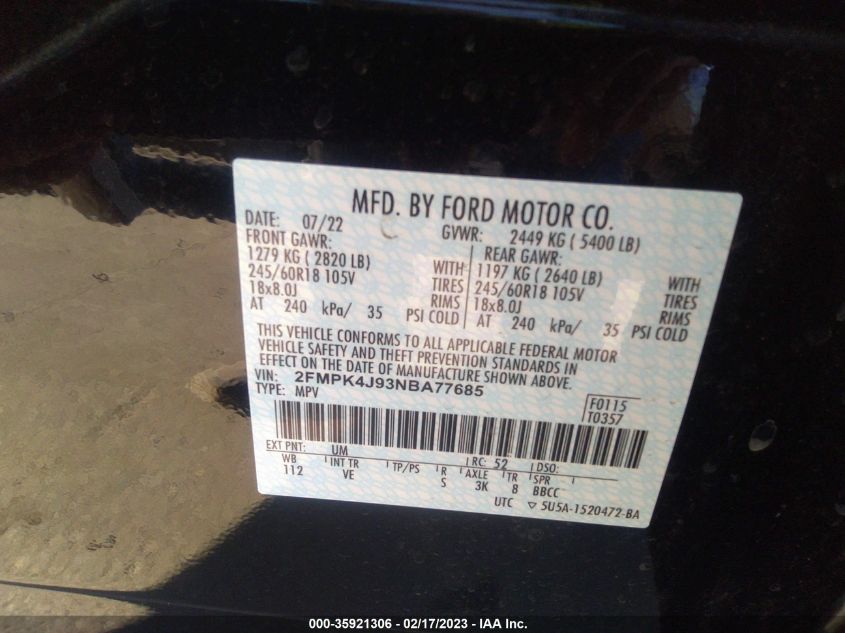 MFD. BY FORD MOTOR CO.
DATE: 07/22 GVWR: 2449 KG ( 5400 LB)
FRONT GAWR: REAR GAWR:
1279 KG ( 2820 LB) WITH 1197 KG ( 2640 LB) WITH
245/60R18 105V TIRES 245/60R18 105V TIRES
18x8.0J RIMS 18x8.0J RIMS
AT 240 kPa/ 35 PSI COLD AT 240 kPa/ 35 PSI COLD
THIS VEHICLE CONFORMS TO ALL APPLICABLE FEDERAL MOTOR
VEHICLE SAFETY AND THEFT PREVENTION STANDARDS IN
EFFECT ON THE DATE OF MANUFACTURE SHOWN ABOVE.
VIN: 2FMPK4J93NBA77685
TYPE: MPV
F0115
T0357
EXT PNT: UM RC: 52 DSO:
WB INT TR TP/PS R AXLE TR SPR
112 VE S 3K 8 BBCC
UTC ▽ 5U5A-1520472-BA
000-35921306 - 02/17/2023 - IAA Inc.